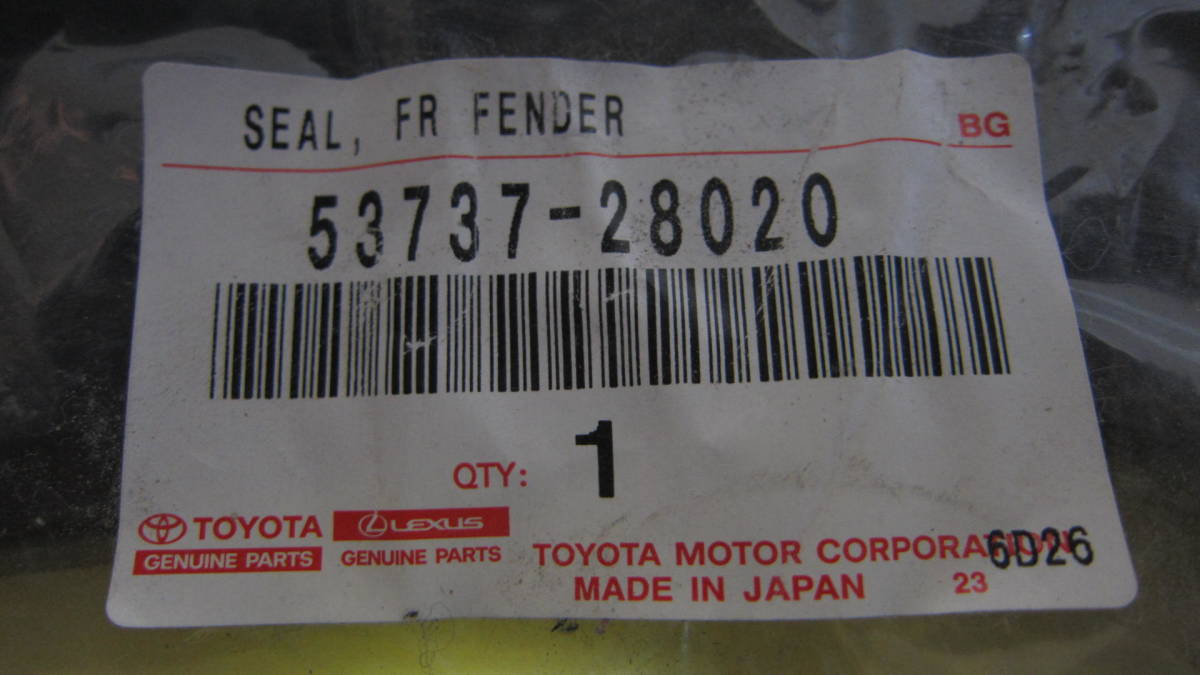 SEAL, FR FENDER
BG
53737-28020
QTY: 1
TOYOTA
GENUINE PARTS
LEXUS
GENUINE PARTS
TOYOTA MOTOR CORPORATION
6D26
MADE IN JAPAN
23